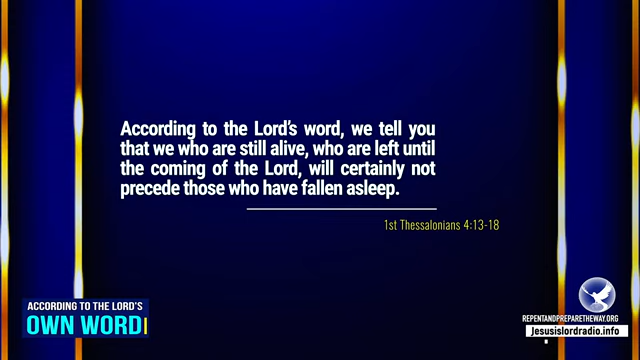 According to the Lord's word, we tell you
that we who are still alive, who are left until
the coming of the Lord, will certainly not
precede those who have fallen asleep.
1st Thessalonians 4:13-18
ACCORDING TO THE LORD'S
OWN WORD
REPENTANDPREPARETHEWAY.ORG
Jesusislordradio.info